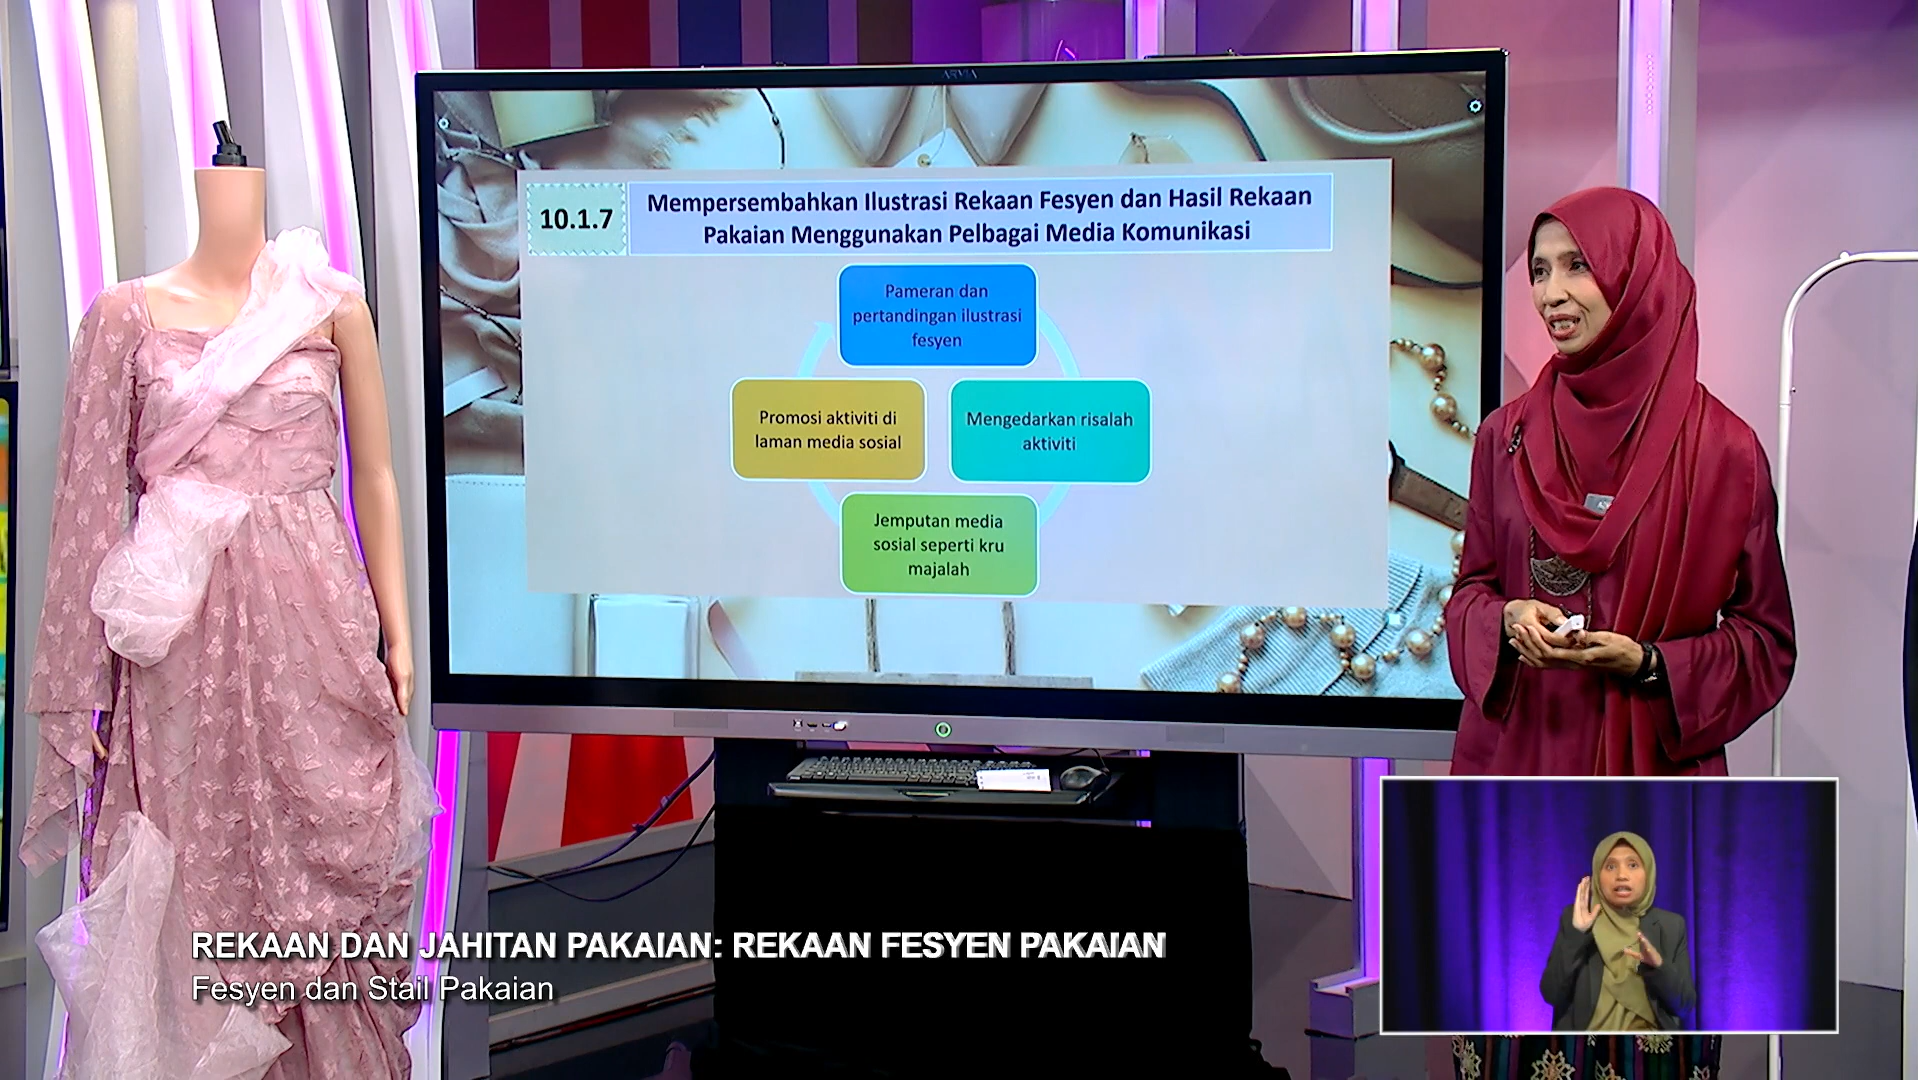 ARVIA
10.1.7
Mempersembahkan Ilustrasi Rekaan Fesyen dan Hasil Rekaan
Pakaian Menggunakan Pelbagai Media Komunikasi
Pameran dan
pertandingan ilustrasi
fesyen
Promosi aktiviti di
laman media sosial
Mengedarkan risalah
aktiviti
Jemputan media
sosial seperti kru
majalah
REKAAN DAN JAHITAN PAKAIAN: REKAAN FESYEN PAKAIAN
Fesyen dan Stail Pakaian